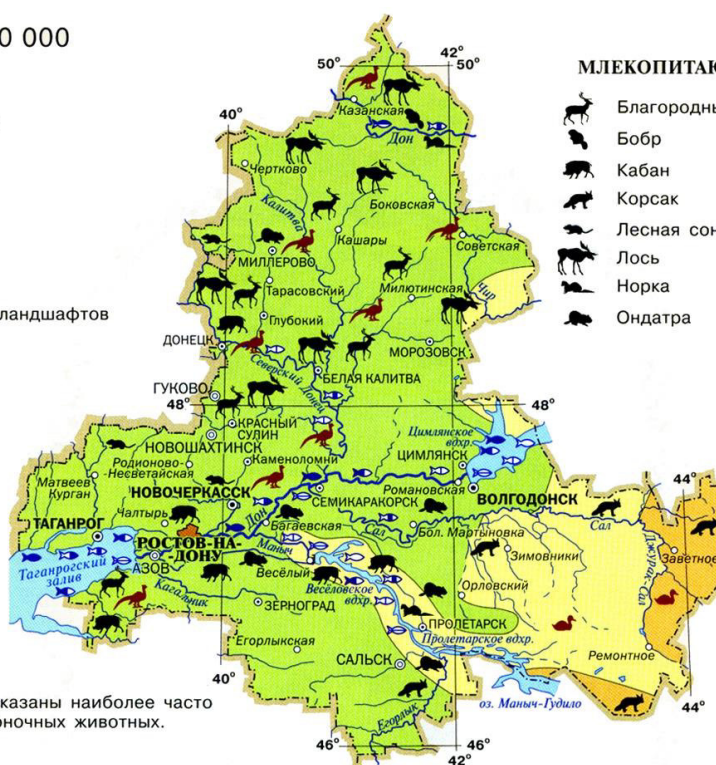 0 000
42°
50°
50°
МЛЕКОПИТАЮ
Благородны
Бобр
Кабан
Корсак
Лесная сон
Лось
Норка
Ондатра
40°
Казанская
Дон
Чертково
Калитва
Боковская
Кашары
Советская
МИЛЛЕРОВО
Тарасовский
Милютинская
Чир
ландшафтов
Глубокий
ДОНЕЦК
МОРОЗОВСК
Северский Донец
БЕЛАЯ КАЛИТВА
ГУКОВО
48°
48°
КРАСНЫЙ
СУЛИН
Цимлянское
вдхр.
НОВОШАХТИНСК
ЦИМЛЯНСК
Родионово-
Несветайская
Каменоломни
44°
Матвеев
Курган
Романовская
НОВОЧЕРКАССК
СЕМИКАРАКОРСК
ВОЛГОДОНСК
Чалтырь
Дон
Багаевская
Сал
Бол. Мартыновка
Сал
ТАГАНРОГ
РОСТОВ-НА-
ДОНУ
Маныч
Зимовники
Джурак-Сал
Заветное
Таганрогский
залив
АЗОВ
Весёлый
Кагальник
Весёловское
вдхр.
Орловский
ЗЕРНОГРАД
ПРОЛЕТАРСК
Егорлыкская
Пролетарское вдхр.
Ремонтное
САЛЬСК
40°
оз. Маныч-Гудило
44°
казаны наиболее часто
ночных животных.
Егорлык
46°
46°
42°